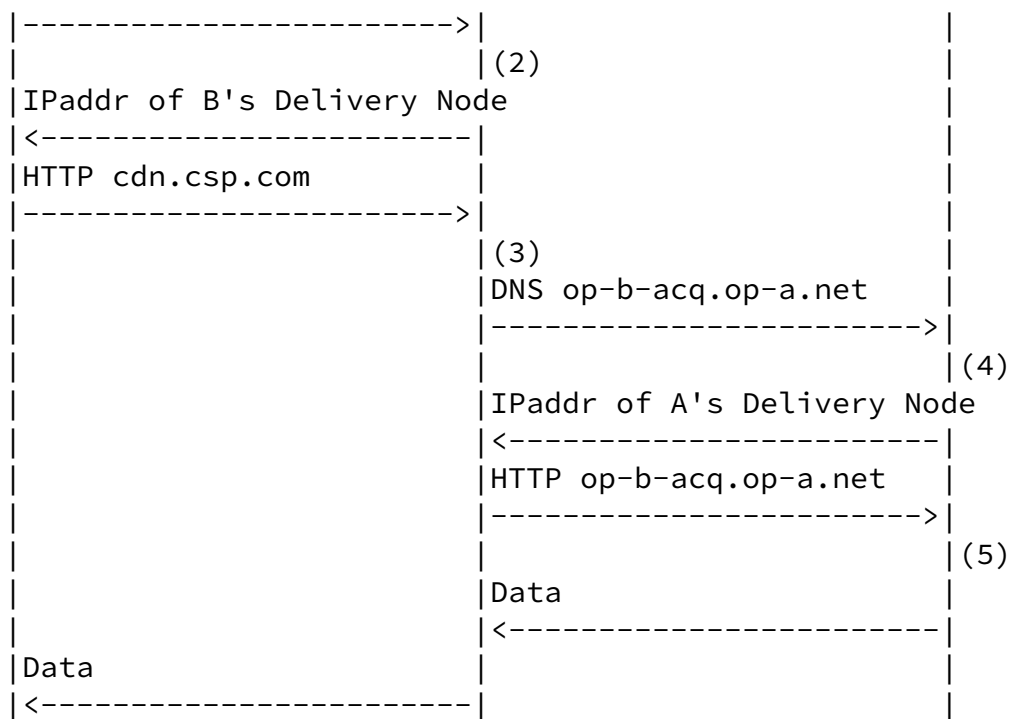 |------------------------>|                         |
|                         |(2)                      |
|IPaddr of B's Delivery Node                        |
|<------------------------|                         |
|HTTP cdn.csp.com         |                         |
|------------------------>|                         |
|                         |(3)                      |
|                         |DNS op-b-acq.op-a.net    |
|                         |------------------------>|
|                         |                         |(4)
|                         |IPaddr of A's Delivery Node
|                         |<------------------------|
|                         |HTTP op-b-acq.op-a.net   |
|                         |------------------------>|
|                         |                         |(5)
|                         |Data                     |
|                         |<------------------------|
|Data                     |                         |
|<------------------------|                         |